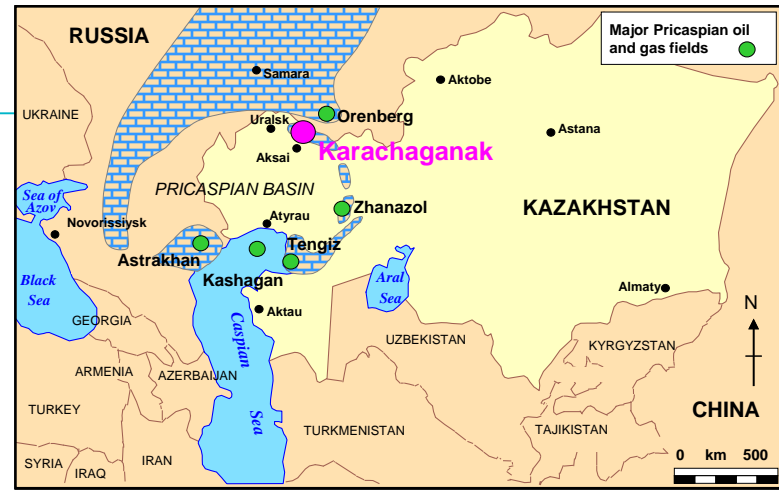 RUSSIA
Major Pricaspian oil
and gas fields
Samara
Aktobe
UKRAINE
Orenberg
Uralsk
Astana
Karachaganak
Aksai
PRICASPIAN BASIN
Sea of
Azov
Zhanazol
KAZAKHSTAN
Novorissiysk
Atyrau
Tengiz
Astrakhan
Kashagan
Black
Sea
Aral
Sea
Almaty
N
Aktau
GEORGIA
Caspian
Sea
UZBEKISTAN
KYRGYZSTAN
ARMENIA
AZERBAIJAN
TURKEY
CHINA
TURKMENISTAN
TAJIKISTAN
SYRIA
IRAQ
IRAN
0 km 500